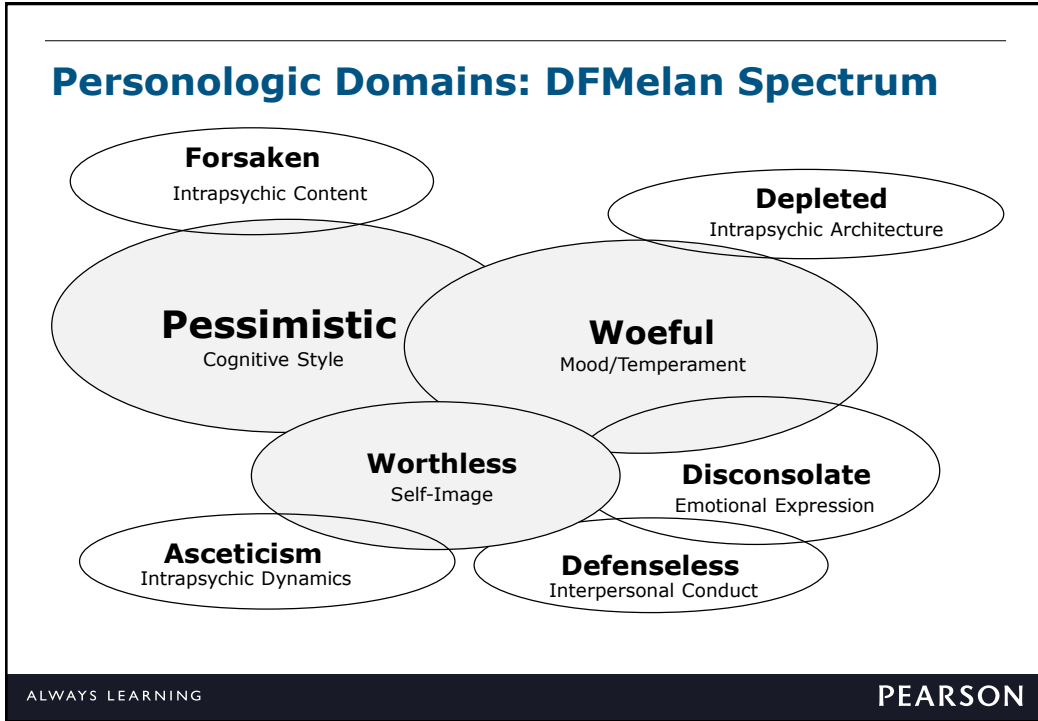 Personologic Domains: DFMelan Spectrum
Forsaken
Intrapsychic Content
Depleted
Intrapsychic Architecture
Pessimistic
Cognitive Style
Woeful
Mood/Temperament
Worthless
Self-Image
Disconsolate
Emotional Expression
Asceticism
Intrapsychic Dynamics
Defenseless
Interpersonal Conduct
ALWAYS LEARNING
PEARSON